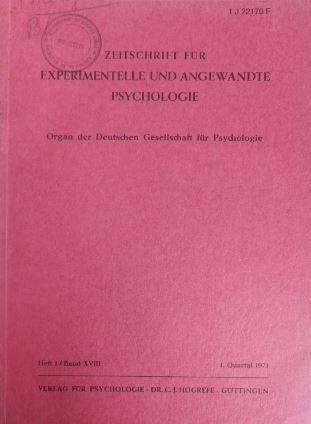 1 J 22170 F
ZEITSCHRIFT FÜR
EXPERIMENTELLE UND ANGEWANDTE
PSYCHOLOGIE
Organ der Deutschen Gesellschaft für Psychologie
Heft 1 / Band XVIII
1. Quartal 1971
VERLAG FÜR PSYCHOLOGIE · DR. C. J. HOGREFE · GÖTTINGEN